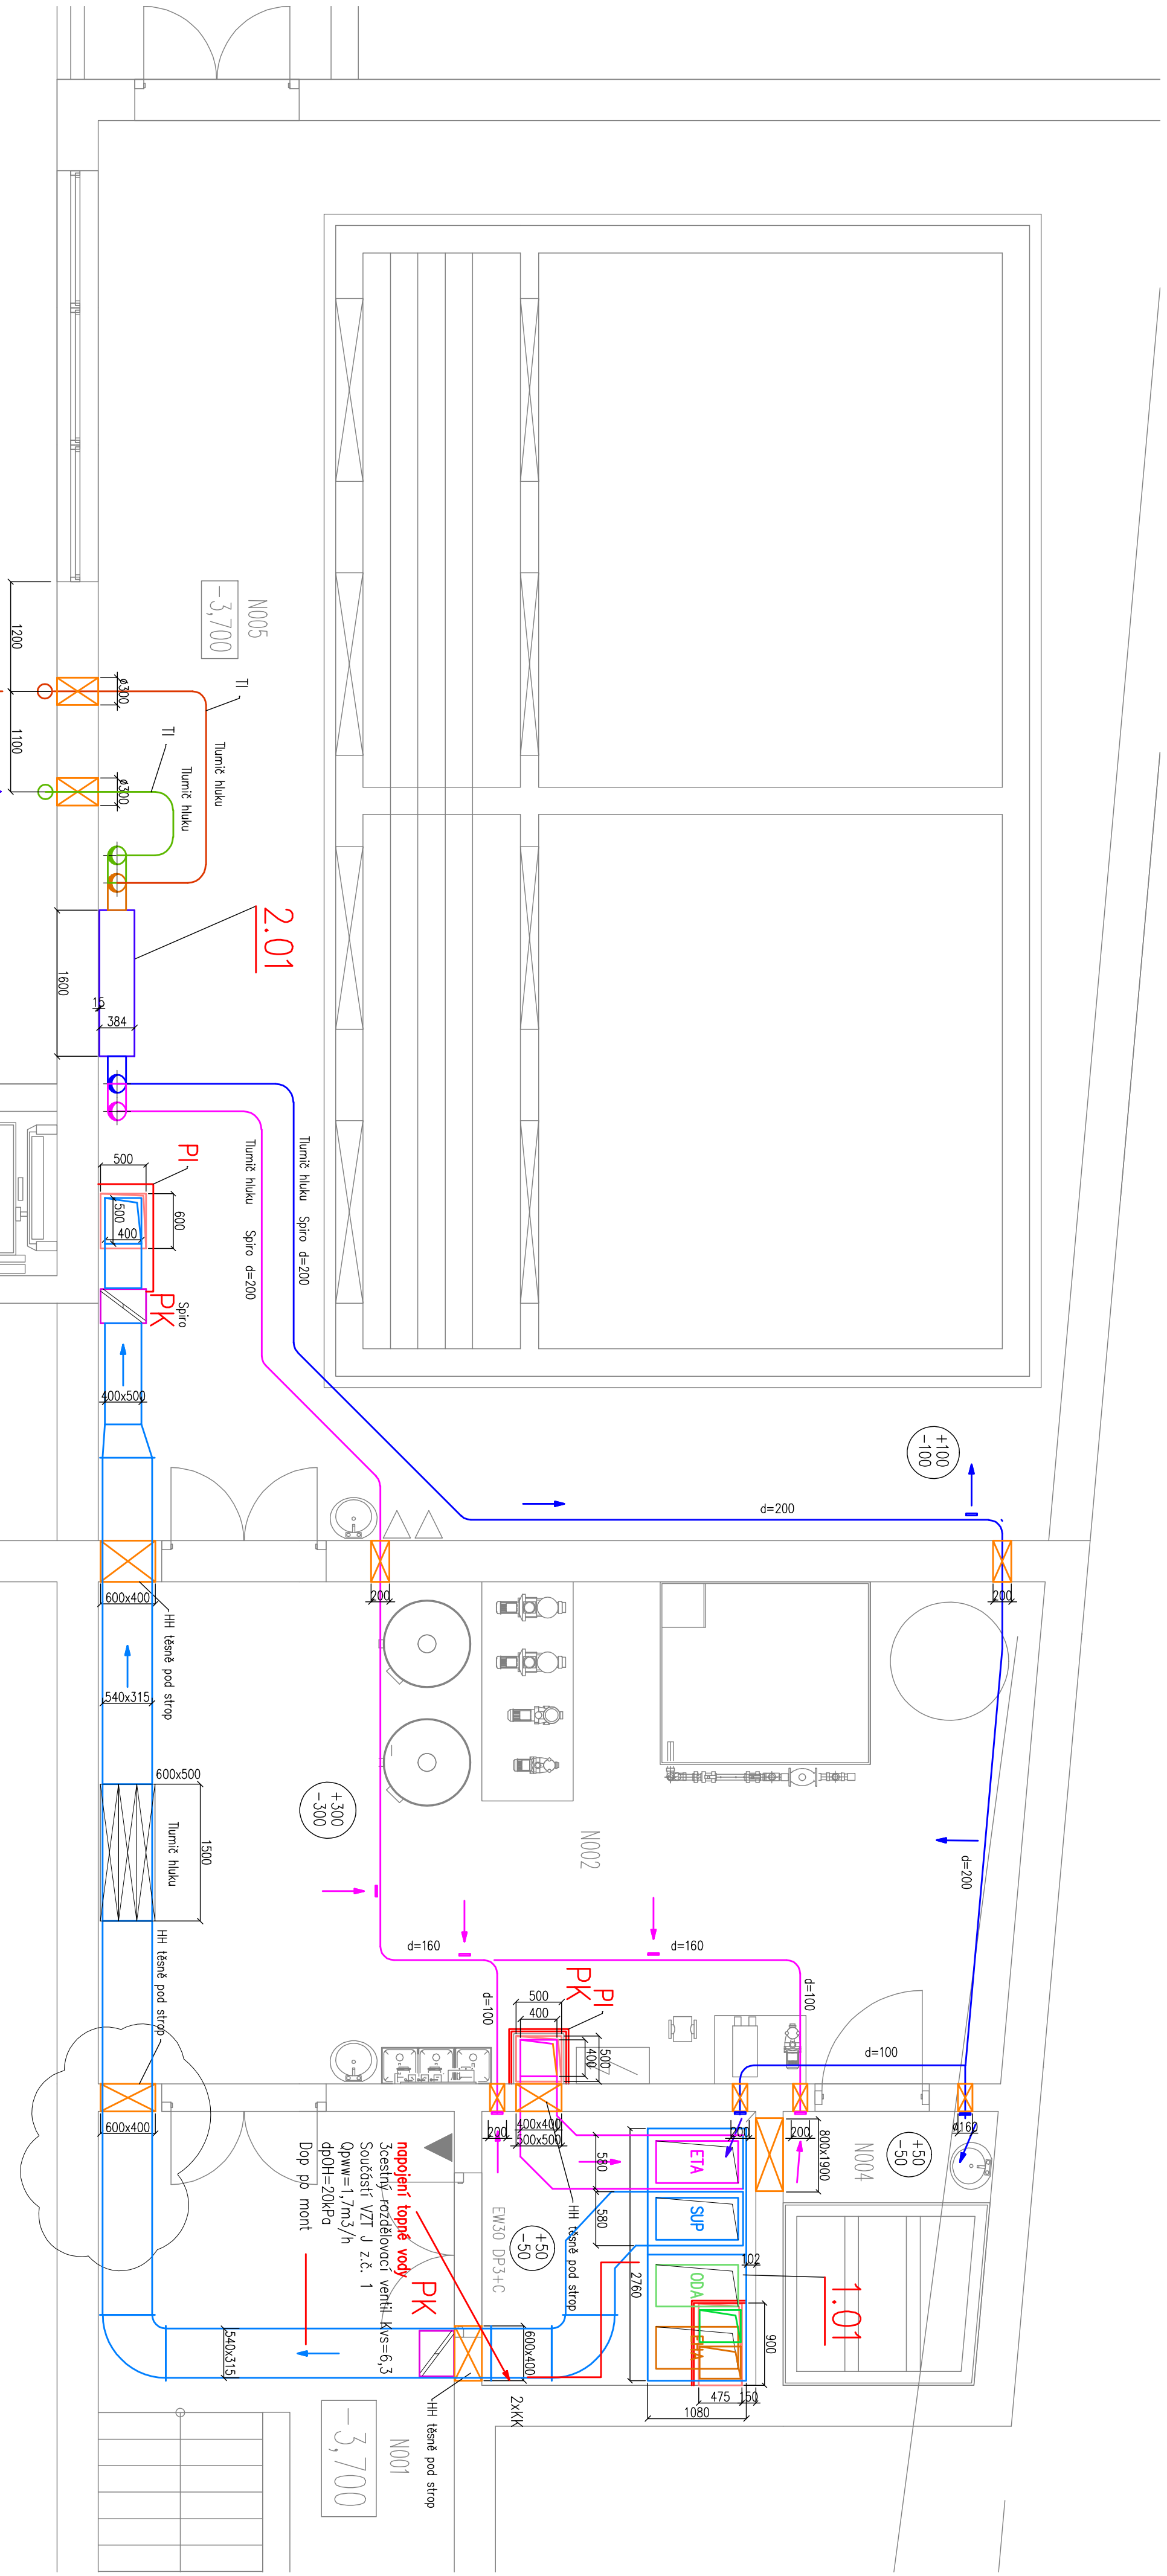 N005
-3,700
TI
Tlumič hluku
TI
Tlumič hluku
1200
1100
ø300
ø300
2.01
1600
15
384
Tlumič hluku Spiro d=200
Tlumič hluku Spiro d=200
PI
500
600
500
400
PK
Spiro
400x500
+100
-100
d=200
200
200
600x400
HH těsně pod strop
540x315
600x500
Tlumič hluku
1500
+300
-300
N002
d=200
d=160
d=160
HH těsně pod strop
600x400
d=100
PK
PI
500
400
500
400
d=100
d=100
200
400x400
500x500
200
200
ø160
800x1900
N004
+50
-50
580
580
ETA
SUP
ODA
102
2760
1.01
900
475
150
1080
EW30 DP3+C
+50
-50
HH těsně pod strop
napojení topné vody
3cestný rozdělovací ventil Kvs=6,3
Součástí VZT J z.č. 1
Qpww=1,7m3/h
dpOH=20kPa
Dop po mont
PK
600x400
540x315
2xKK
HH těsně pod strop
N001
-3,700